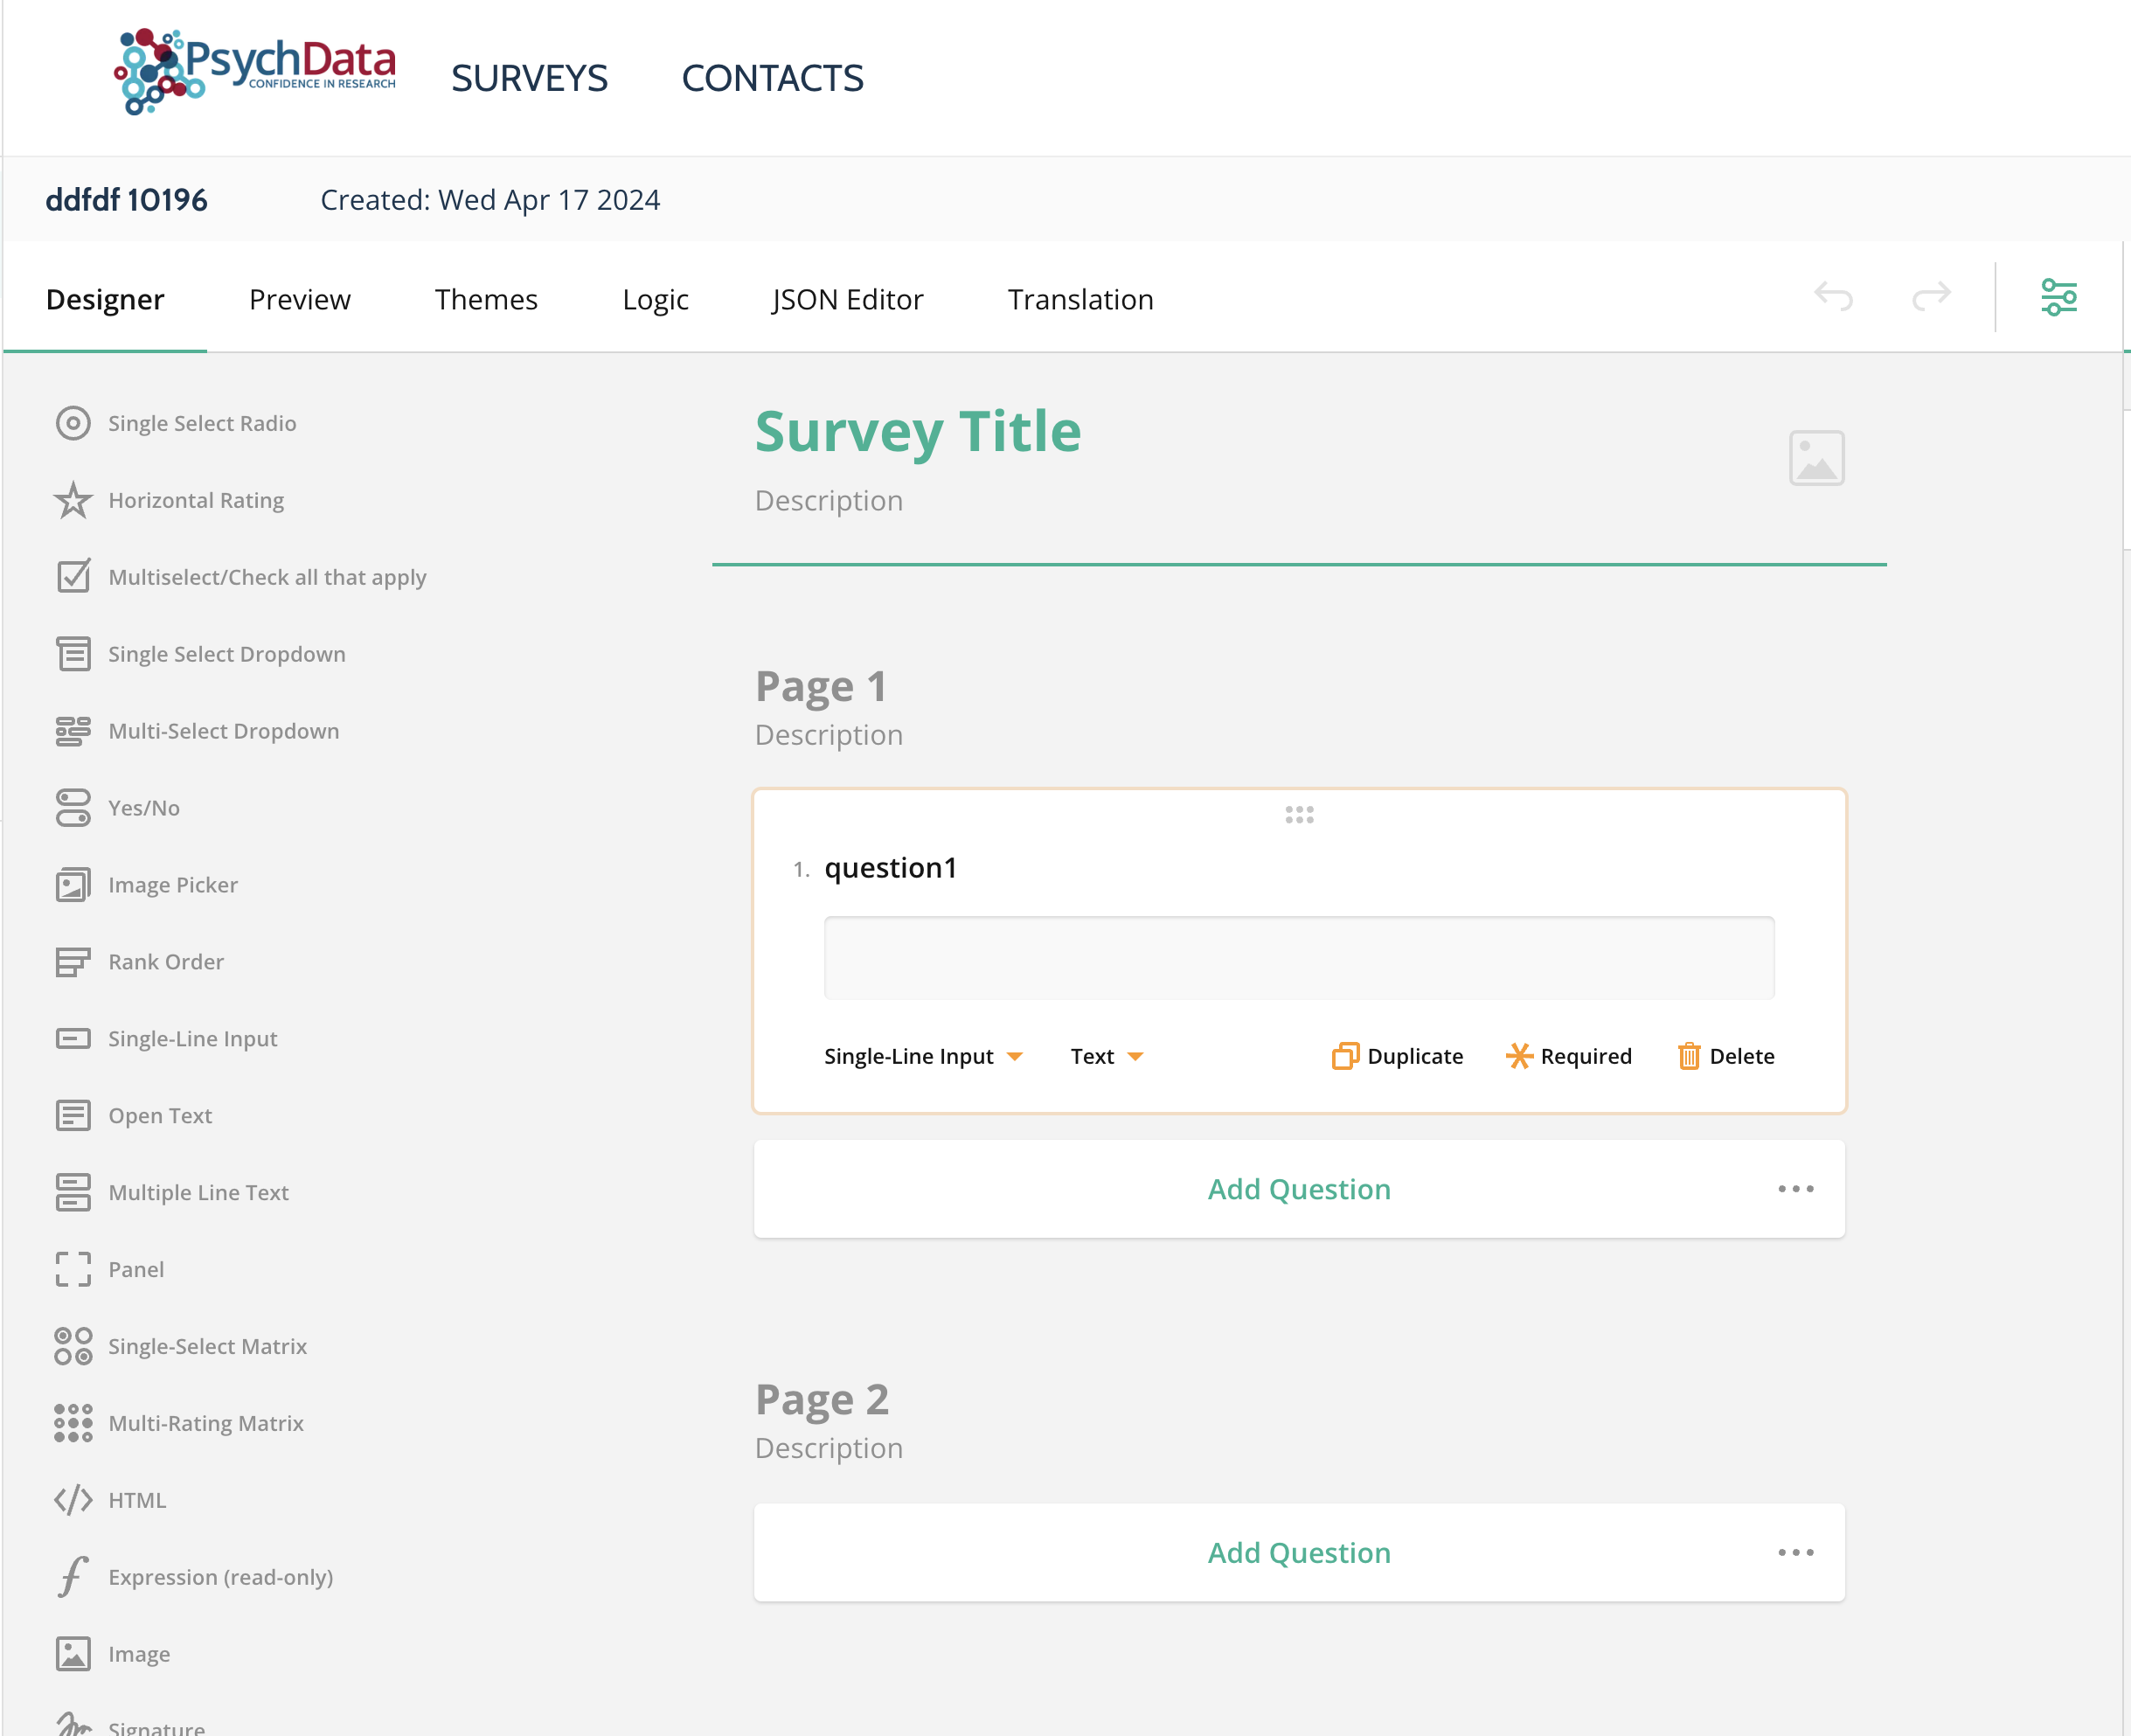 PsychData
CONFIDENCE IN RESEARCH
SURVEYS CONTACTS
ddfdf 10196 Created: Wed Apr 17 2024
Designer Preview Themes Logic JSON Editor Translation
Single Select Radio
Horizontal Rating
Multiselect/Check all that apply
Single Select Dropdown
Multi-Select Dropdown
Yes/No
Image Picker
Rank Order
Single-Line Input
Open Text
Multiple Line Text
Panel
Single-Select Matrix
Multi-Rating Matrix
HTML
Expression (read-only)
Image
Signature
Survey Title
Description
Page 1
Description
1. question1
Single-Line Input Text Duplicate Required Delete
Add Question
Page 2
Description
Add Question